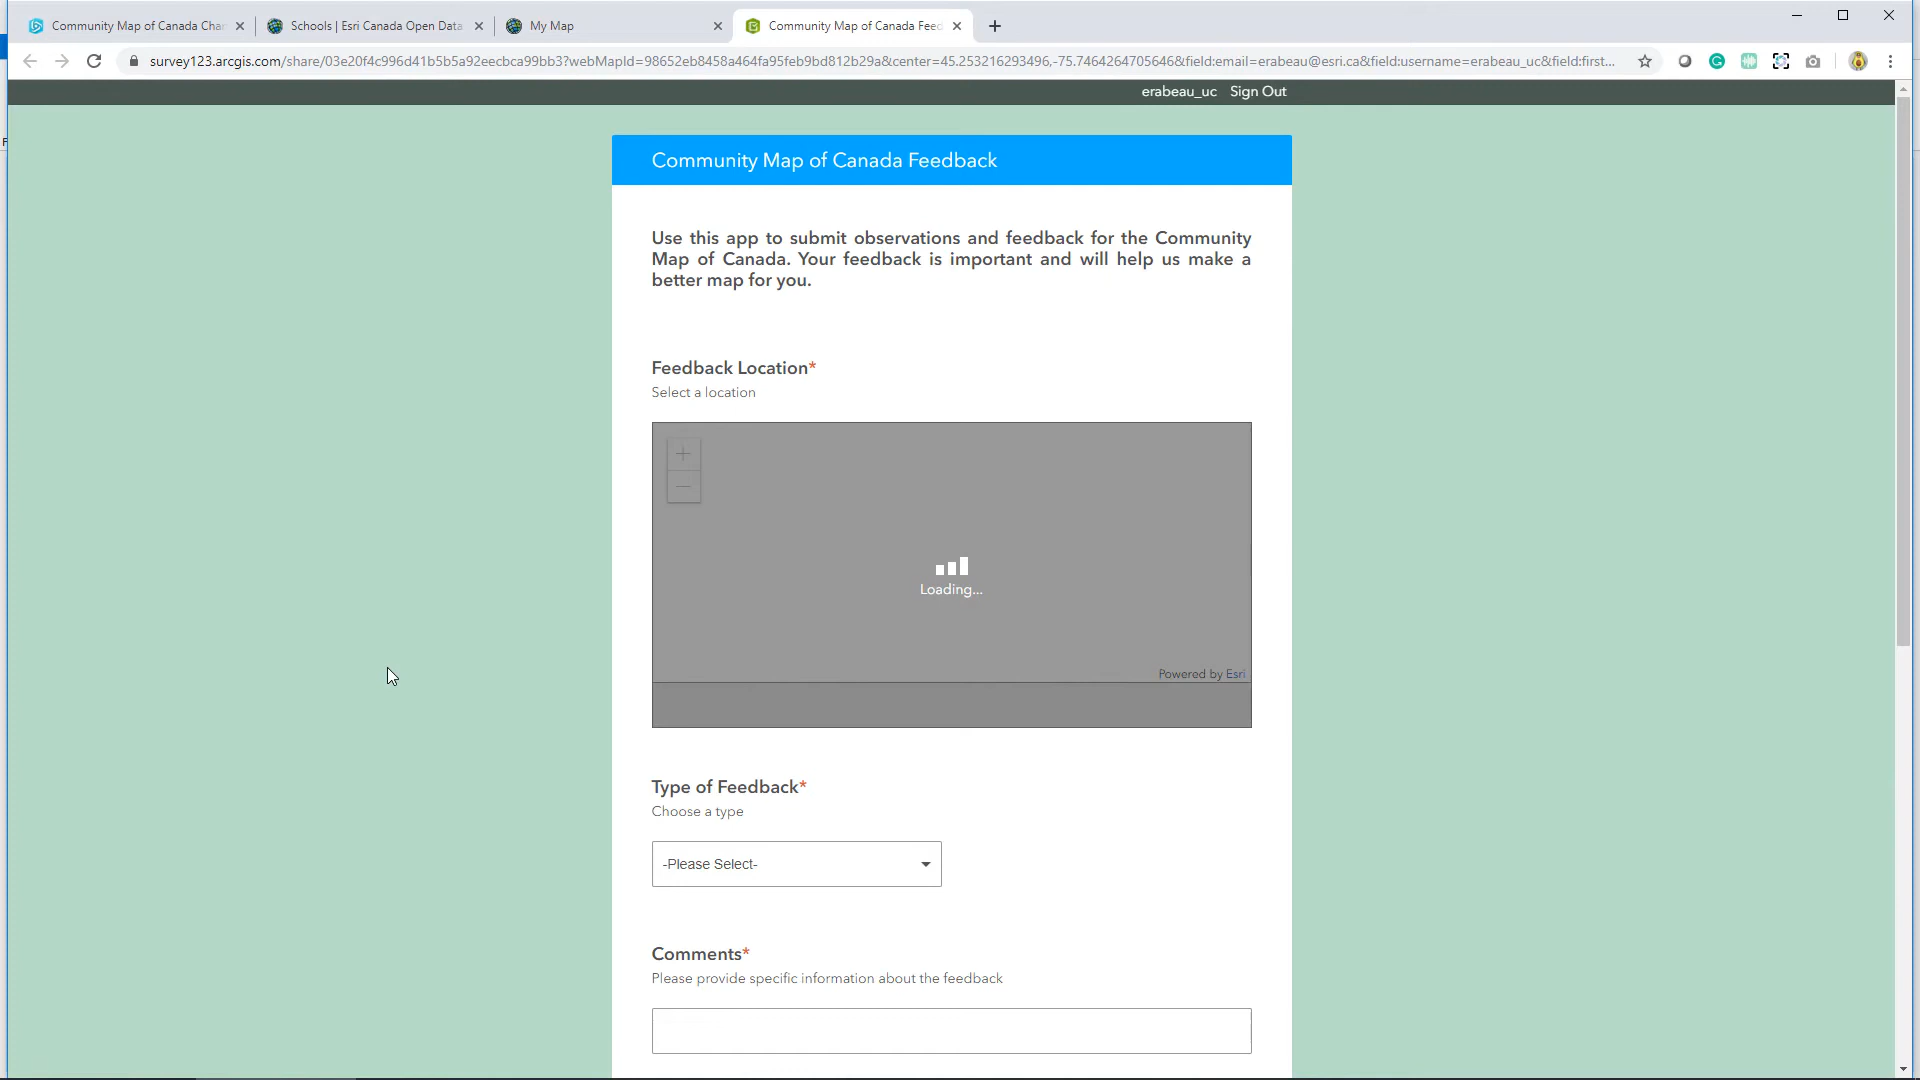 Community Map of Canada Cha
Schools | Esri Canada Open Data
My Map
Community Map of Canada Feed
survey123.arcgis.com/share/03e20f4c996d41b5b5a92eecbca99bb3?webMapId=98652eb8458a464fa95feb9bd812b29a&center=45.253216293496,-75.7464264705646&field:email=erabeau@esri.ca&field:username=erabeau_uc&field:first...
erabeau_uc Sign Out
Community Map of Canada Feedback
Use this app to submit observations and feedback for the Community
Map of Canada. Your feedback is important and will help us make a
better map for you.
Feedback Location*
Select a location
Loading...
Powered by Esri
Type of Feedback*
Choose a type
-Please Select-
Comments*
Please provide specific information about the feedback